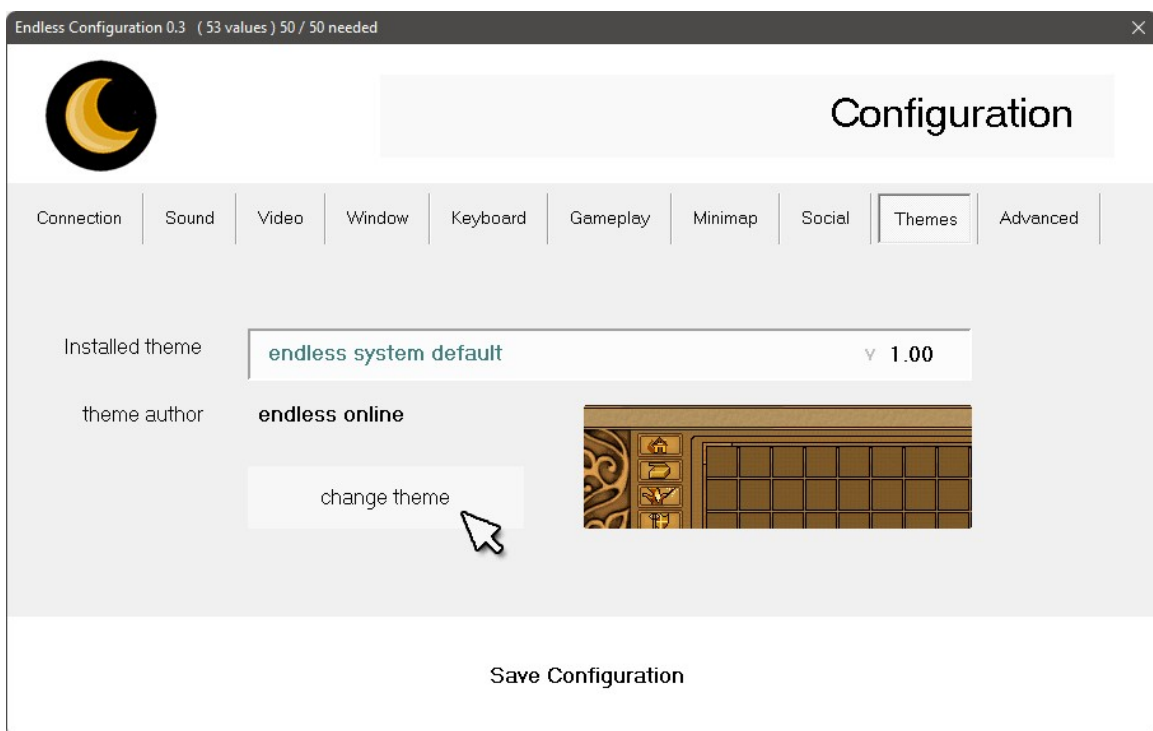 Endless Configuration 0.3 ( 53 values ) 50 / 50 needed
Configuration
Connection Sound Video Window Keyboard Gameplay Minimap Social Themes Advanced
Installed theme endless system default v 1.00
theme author endless online
change theme
Save Configuration